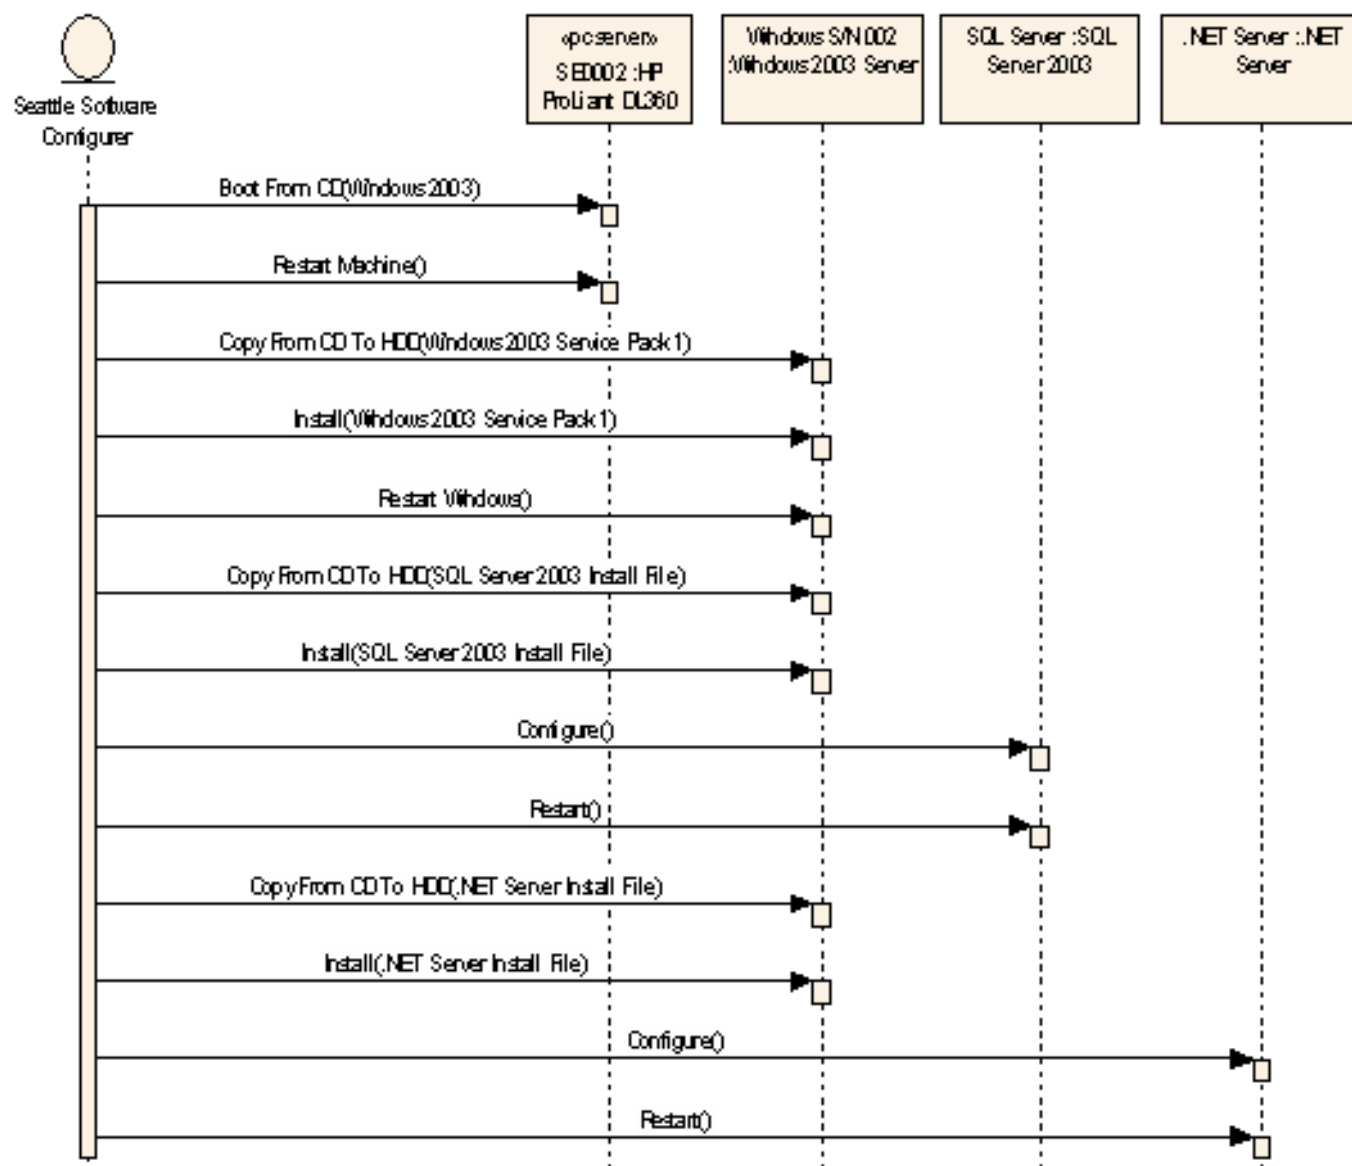 «pcserver»
SE0002 :HP
ProLiant DL360
Windows S/N 002
:Windows 2003 Server
SQL Server :SQL
Server 2003
.NET Server :.NET
Server
Seattle Software
Configurer
Boot From CD(Windows 2003)
Restart Machine()
Copy From CD To HDD(Windows 2003 Service Pack 1)
Install(Windows 2003 Service Pack 1)
Restart Windows()
Copy From CD To HDD(SQL Server 2003 Install File)
Install(SQL Server 2003 Install File)
Configure()
Restart()
Copy From CD To HDD(.NET Server Install File)
Install(.NET Server Install File)
Configure()
Restart()